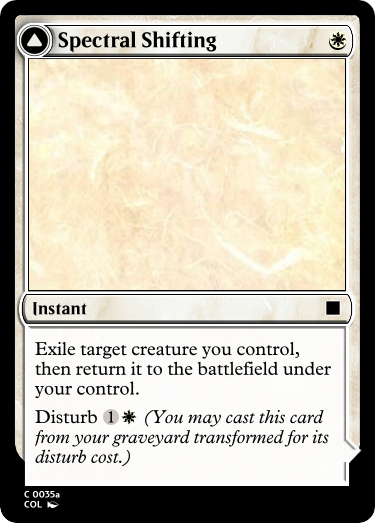 Spectral Shifting
Instant
Exile target creature you control,
then return it to the battlefield under
your control.
Disturb 1 (You may cast this card
from your graveyard transformed for its
disturb cost.)
C 0035a
COL